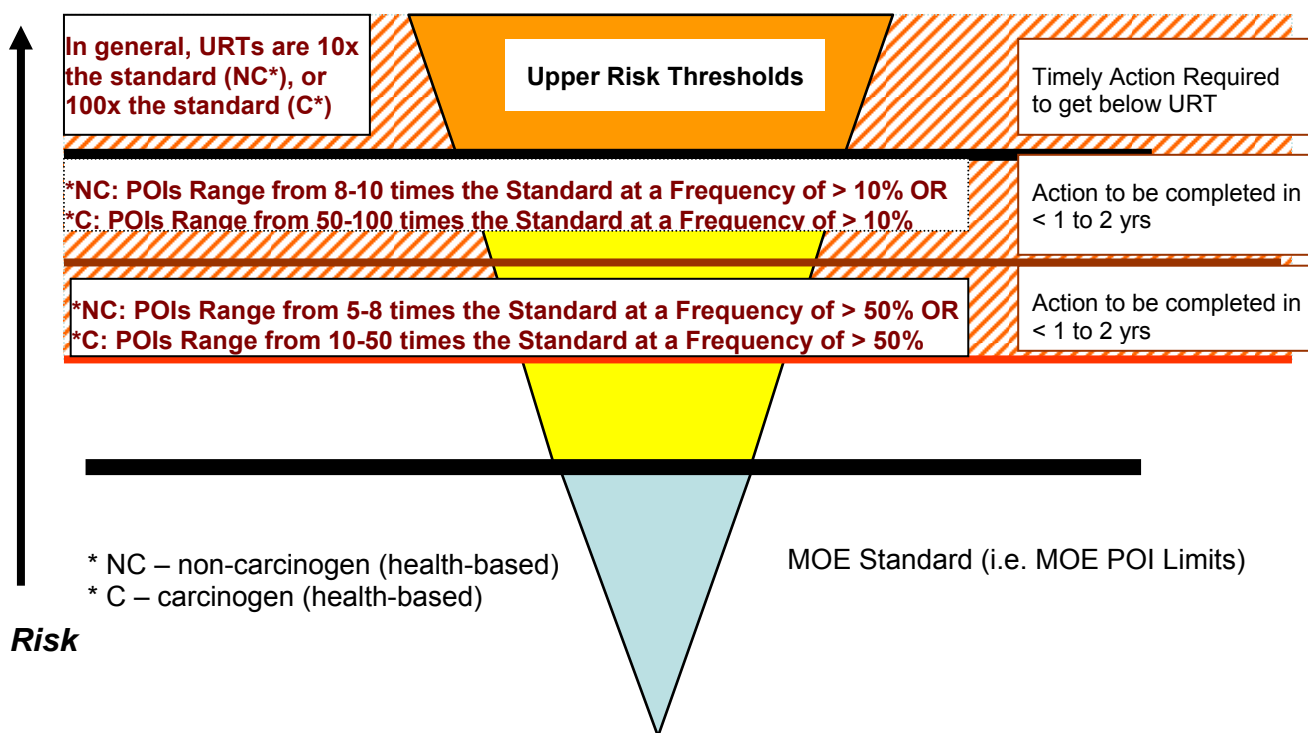 In general, URTs are 10x
the standard (NC*), or
100x the standard (C*)
Upper Risk Thresholds
Timely Action Required
to get below URT
*NC: POIs Range from 8-10 times the Standard at a Frequency of > 10% OR
*C: POIs Range from 50-100 times the Standard at a Frequency of > 10%
Action to be completed in
< 1 to 2 yrs
*NC: POIs Range from 5-8 times the Standard at a Frequency of > 50% OR
*C: POIs Range from 10-50 times the Standard at a Frequency of > 50%
Action to be completed in
< 1 to 2 yrs
* NC – non-carcinogen (health-based)
* C – carcinogen (health-based)
MOE Standard (i.e. MOE POI Limits)
Risk